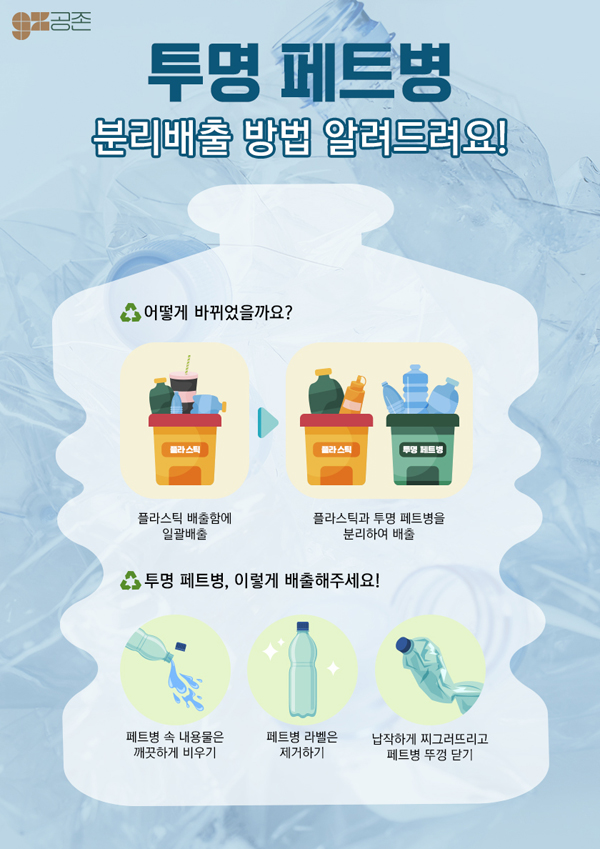 공존
투명 페트병
분리배출 방법 알려드려요!
어떻게 바뀌었을까요?
플라스틱
플라스틱
투명 페트병
플라스틱 배출함에
일괄배출
플라스틱과 투명 페트병을
분리하여 배출
투명 페트병, 이렇게 배출해주세요!
페트병 속 내용물은
깨끗하게 비우기
페트병 라벨은
제거하기
납작하게 찌그러뜨리고
페트병 뚜껑 닫기